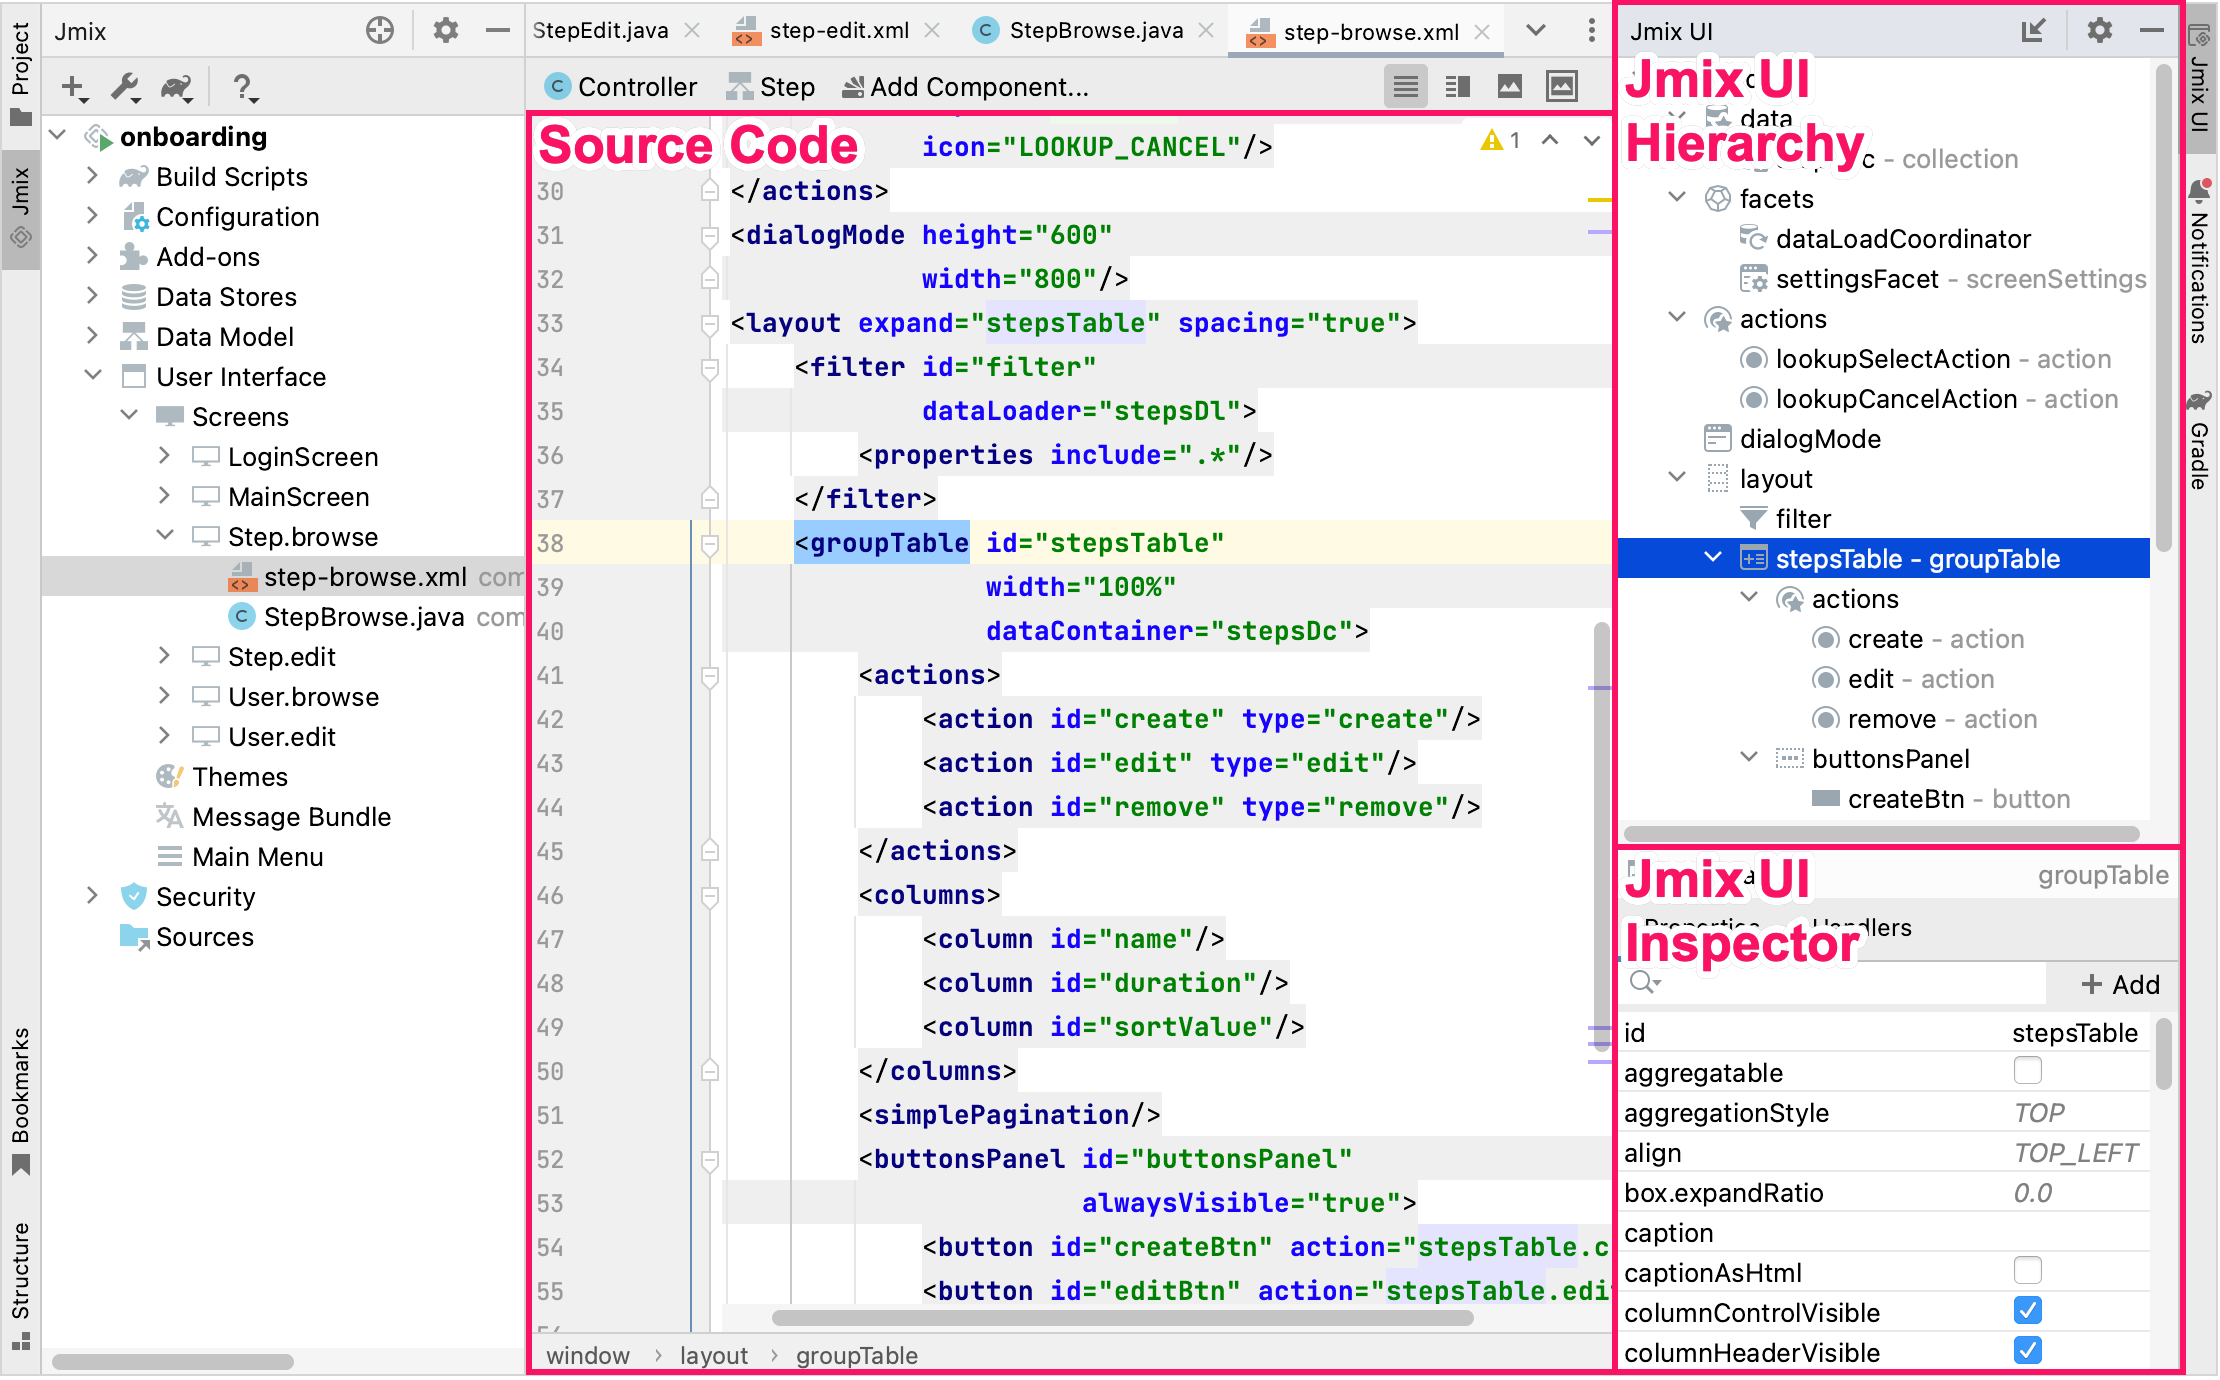 Project
Jmix
Bookmarks
Structure
Jmix
onboarding
Build Scripts
Configuration
Add-ons
Data Stores
Data Model
User Interface
Screens
LoginScreen
MainScreen
Step.browse
step-browse.xml com
StepBrowse.java com
Step.edit
User.browse
User.edit
Themes
Message Bundle
Main Menu
Security
Sources
StepEdit.java
step-edit.xml
StepBrowse.java
step-browse.xml
Controller
Step
Add Component...
Source Code
1
icon="LOOKUP_CANCEL"/>
30 </actions>
31 <dialogMode height="600"
32 width="800"/>
33 <layout expand="stepsTable" spacing="true">
34 <filter id="filter"
35 dataLoader="stepsDl">
36 <properties include=".*"/>
37 </filter>
38 <groupTable id="stepsTable"
39 width="100%"
40 dataContainer="stepsDc">
41 <actions>
42 <action id="create" type="create"/>
43 <action id="edit" type="edit"/>
44 <action id="remove" type="remove"/>
45 </actions>
46 <columns>
47 <column id="name"/>
48 <column id="duration"/>
49 <column id="sortValue"/>
50 </columns>
51 <simplePagination/>
52 <buttonsPanel id="buttonsPanel"
53 alwaysVisible="true">
54 <button id="createBtn" action="stepsTable.c
55 <button id="editBtn" action="stepsTable.edi
window › layout › groupTable
Jmix UI
Jmix UI
Hierarchy
data
- collection
facets
dataLoadCoordinator
settingsFacet - screenSettings
actions
lookupSelectAction - action
lookupCancelAction - action
dialogMode
layout
filter
stepsTable - groupTable
actions
create - action
edit - action
remove - action
buttonsPanel
createBtn - button
Jmix UI
Inspector
groupTable
Properties
Handlers
+ Add
id stepsTable
aggregatable
aggregationStyle TOP
align TOP_LEFT
box.expandRatio 0.0
caption
captionAsHtml
columnControlVisible
columnHeaderVisible
Jmix UI
Notifications
Gradle